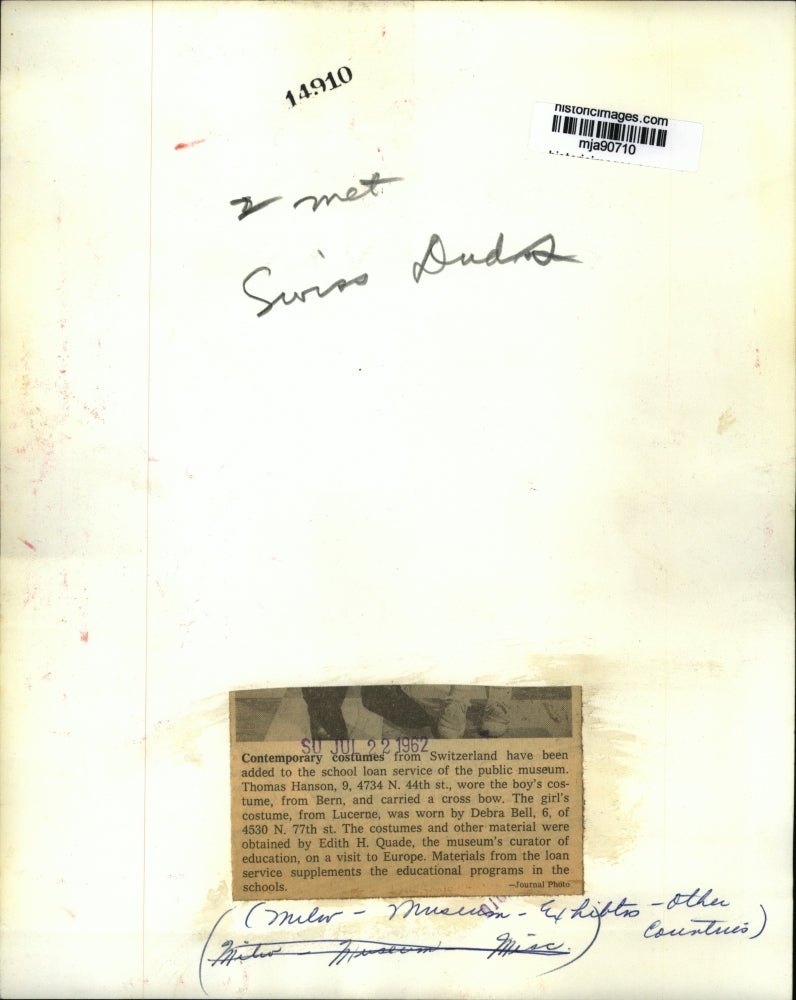 14910
historicimages.com
mja90710
2 met
Swiss Duds
SU JUL 22 1962
Contemporary costumes from Switzerland have been
added to the school loan service of the public museum.
Thomas Hanson, 9, 4734 N. 44th st., wore the boy's cos-
tume, from Bern, and carried a cross bow. The girl's
costume, from Lucerne, was worn by Debra Bell, 6, of
4530 N. 77th st. The costumes and other material were
obtained by Edith H. Quade, the museum's curator of
education, on a visit to Europe. Materials from the loan
service supplements the educational programs in the
schools.
—Journal Photo
(Milw - Museum - Exhibits - Other
Countries)
(Milw - Museum - Misc.)